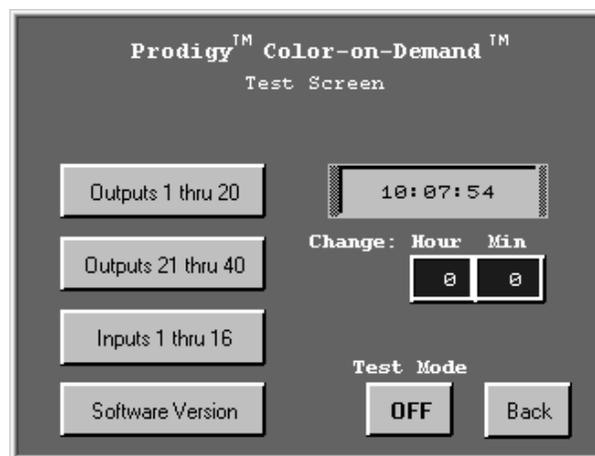 Prodigy™ Color-on-Demand™
Test Screen
Outputs 1 thru 20
10:07:54
Change: Hour Min
Outputs 21 thru 40
0 0
Inputs 1 thru 16
Test Mode
Software Version
OFF
Back